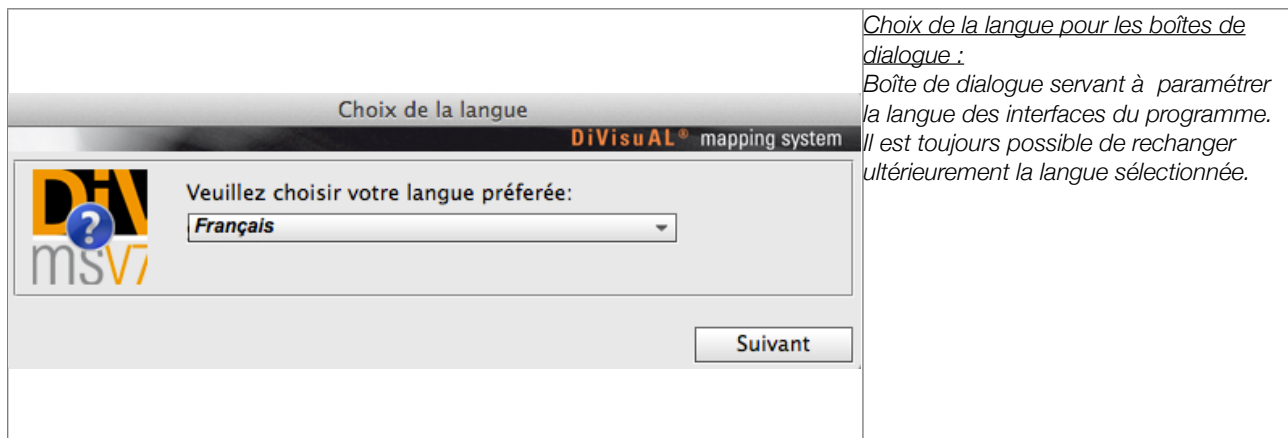 Choix de la langue
DiVisuAL® mapping system
DiV
?
msV7
Veuillez choisir votre langue préferée:
Français
Suivant
Choix de la langue pour les boîtes de
dialogue :
Boîte de dialogue servant à  paramétrer
la langue des interfaces du programme.
Il est toujours possible de rechanger
ultérieurement la langue sélectionnée.